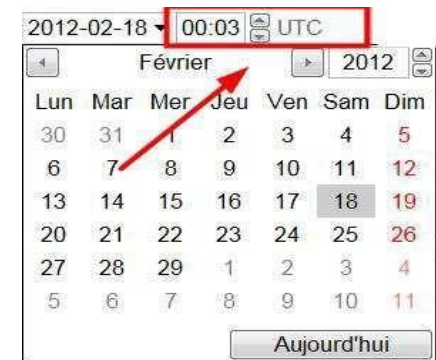 2012-02-18 00:03 UTC
Février 2012
Lun Mar Mer Jeu Ven Sam Dim
30 31 1 2 3 4 5
6 7 8 9 10 11 12
13 14 15 16 17 18 19
20 21 22 23 24 25 26
27 28 29 1 2 3 4
5 6 7 8 9 10 11
Aujourd'hui